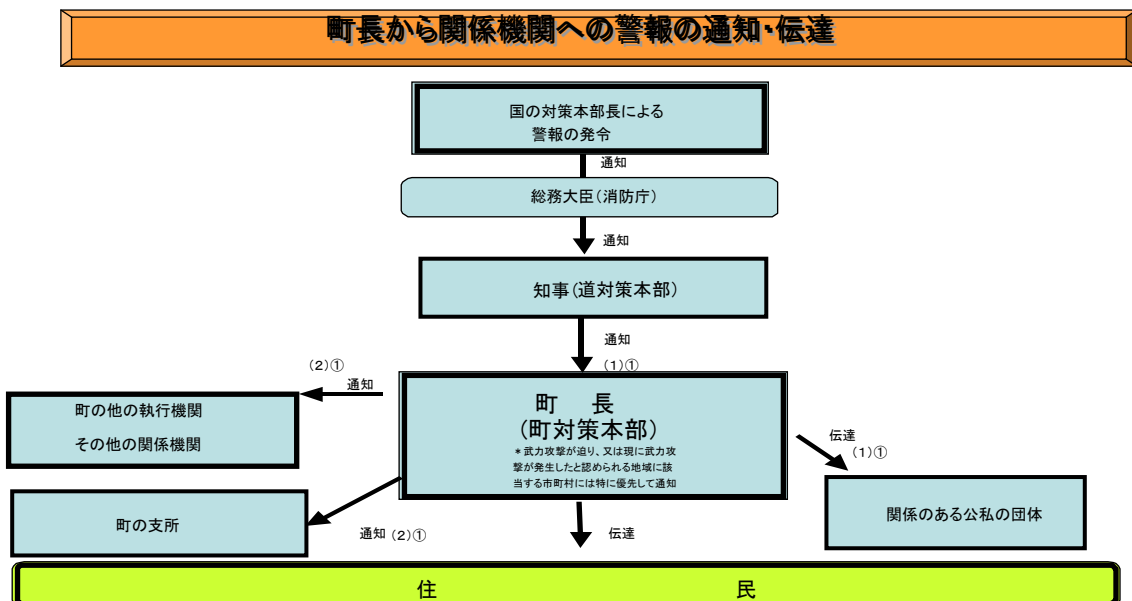 町長から関係機関への警報の通知・伝達
国の対策本部長による
警報の発令
通知
総務大臣(消防庁)
通知
知事(道対策本部)
通知
(1)①
(2)①
通知
町の他の執行機関
その他の関係機関
町 長
(町対策本部)
*武力攻撃が迫り、又は現に武力攻
撃が発生したと認められる地域に該
当する市町村には特に優先して通知
伝達
(1)①
関係のある公私の団体
町の支所
通知 (2)①
伝達
住 民